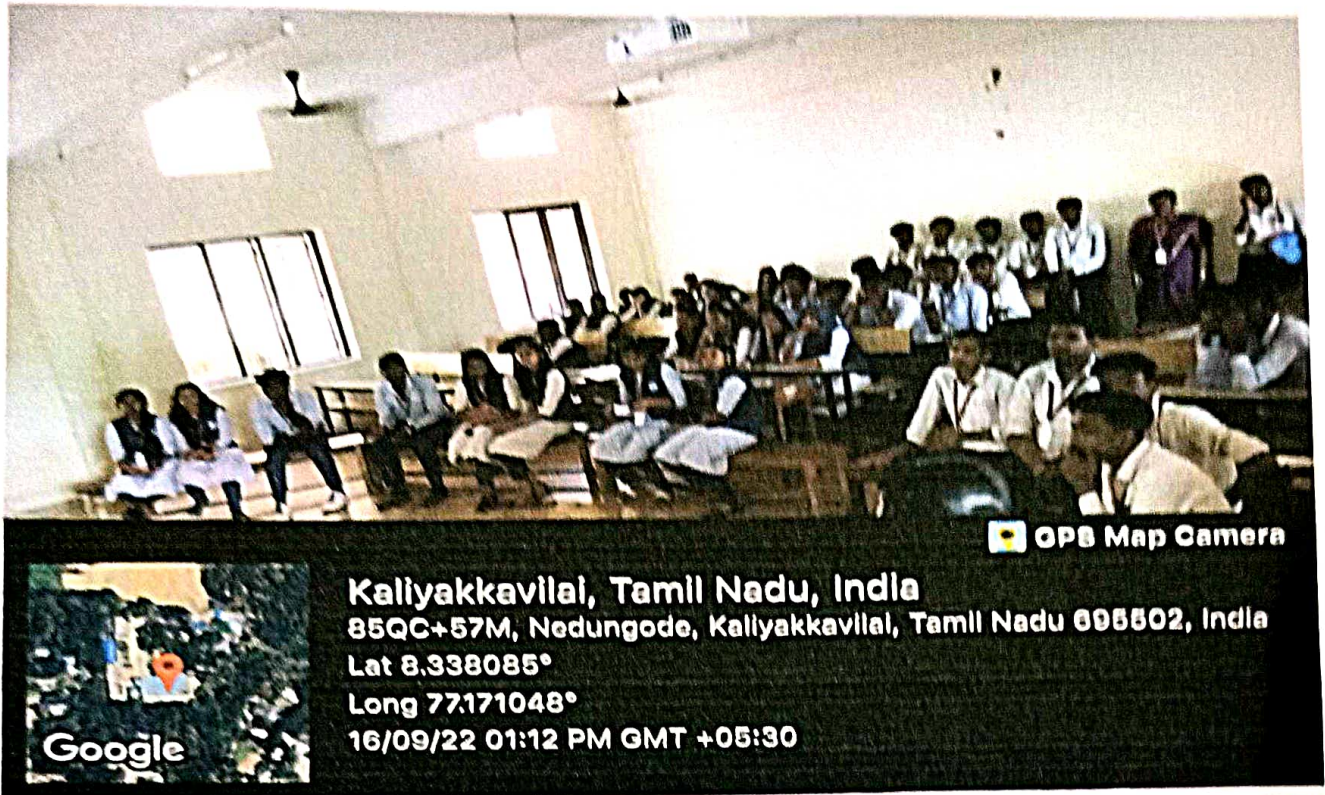 GPS Map Camera
Kaliyakkavilai, Tamil Nadu, India
85QC+57M, Nedungode, Kaliyakkavilai, Tamil Nadu 695502, India
Lat 8.338085°
Long 77.171048°
16/09/22 01:12 PM GMT +05:30
Google